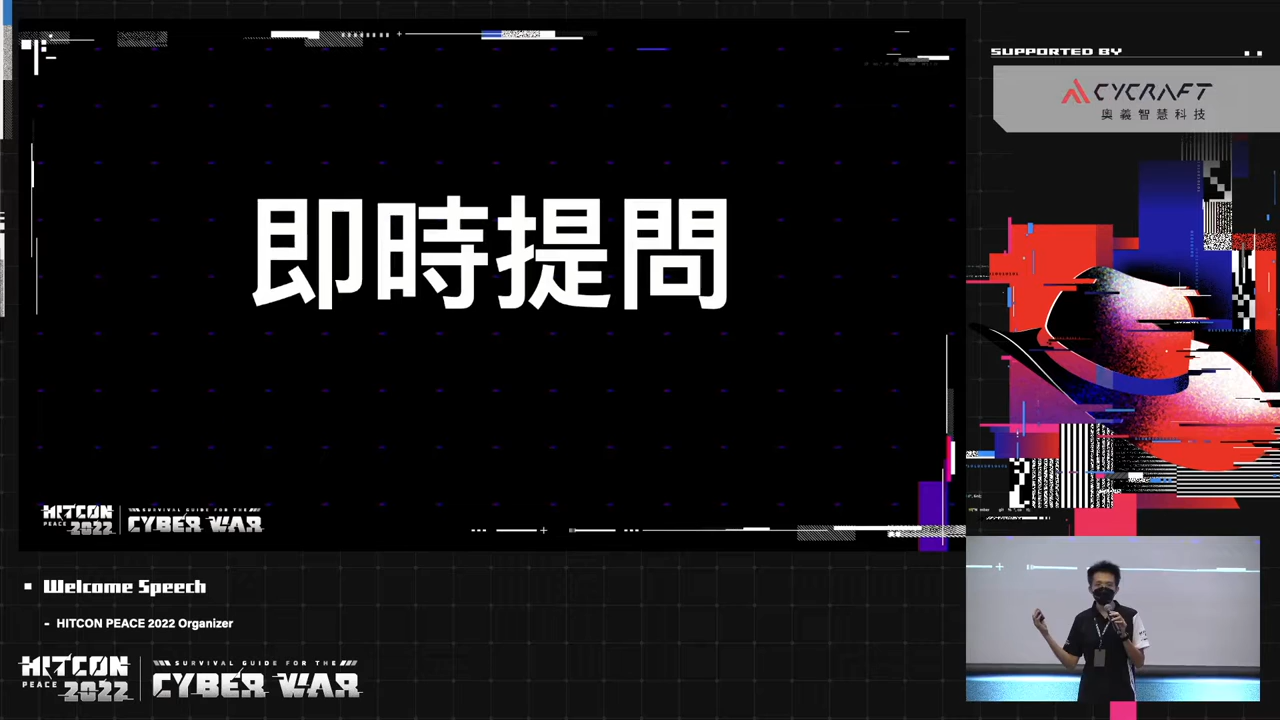 即時提問
HITCON
PEACE 2022
SURVIVAL GUIDE FOR THE
CYBER WAR
SUPPORTED BY
CYCRAFT
奧義智慧科技
Welcome Speech
- HITCON PEACE 2022 Organizer
HITCON
PEACE 2022
SURVIVAL GUIDE FOR THE
CYBER WAR